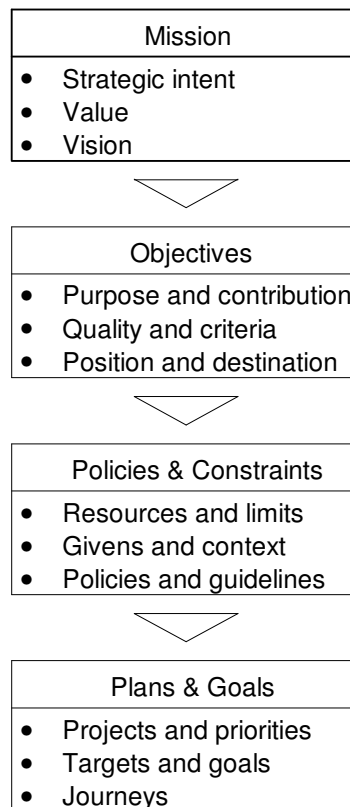 Mission
• Strategic intent
• Value
• Vision
Objectives
• Purpose and contribution
• Quality and criteria
• Position and destination
Policies & Constraints
• Resources and limits
• Givens and context
• Policies and guidelines
Plans & Goals
• Projects and priorities
• Targets and goals
• Journeys